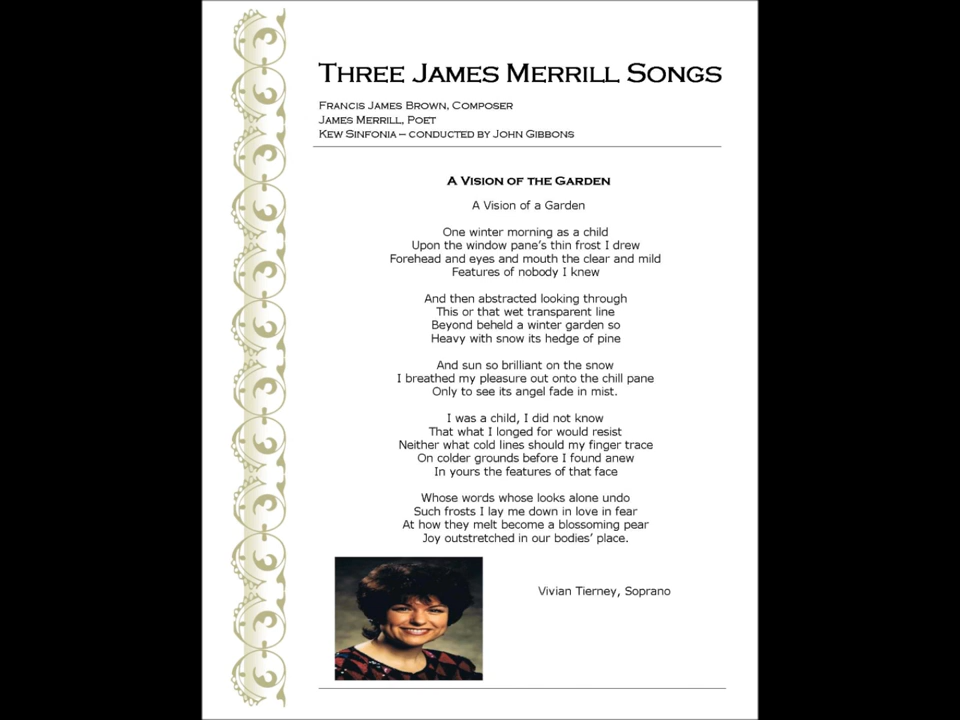 THREE JAMES MERRILL SONGS
FRANCIS JAMES BROWN, COMPOSER
JAMES MERRILL, POET
KEW SINFONIA – CONDUCTED BY JOHN GIBBONS
A VISION OF THE GARDEN
A Vision of a Garden
One winter morning as a child
Upon the window pane's thin frost I drew
Forehead and eyes and mouth the clear and mild
Features of nobody I knew
And then abstracted looking through
This or that wet transparent line
Beyond beheld a winter garden so
Heavy with snow its hedge of pine
And sun so brilliant on the snow
I breathed my pleasure out onto the chill pane
Only to see its angel fade in mist.
I was a child, I did not know
That what I longed for would resist
Neither what cold lines should my finger trace
On colder grounds before I found anew
In yours the features of that face
Whose words whose looks alone undo
Such frosts I lay me down in love in fear
At how they melt become a blossoming pear
Joy outstretched in our bodies' place.
Vivian Tierney, Soprano